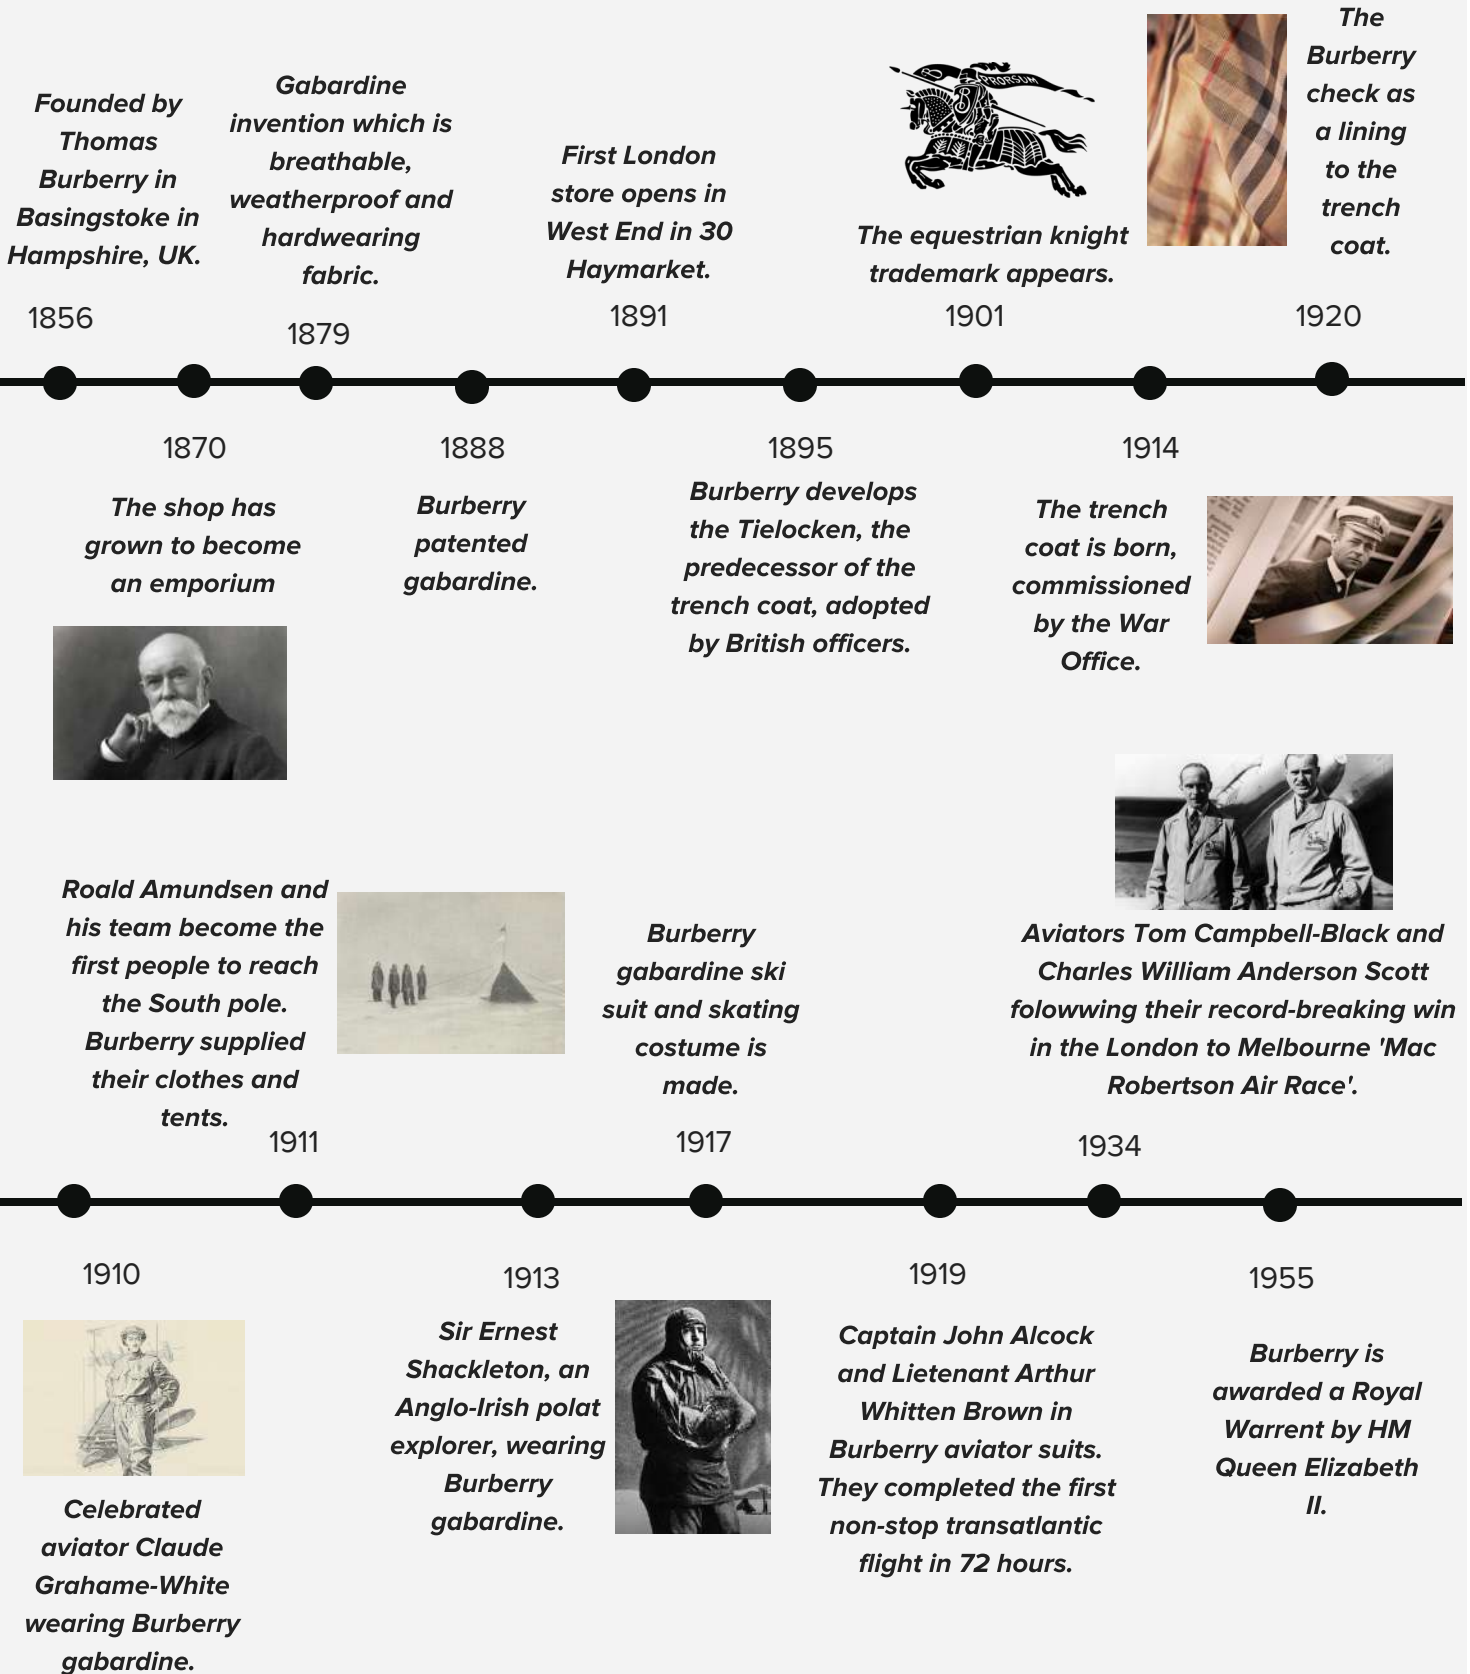 Founded by
Thomas
Burberry in
Basingstoke in
Hampshire, UK.
1856
The shop has
grown to become
an emporium
1870
Gabardine
invention which is
breathable,
weatherproof and
hardwearing
fabric.
1879
1888
Burberry
patented
gabardine.
First London
store opens in
West End in 30
Haymarket.
1891
1895
Burberry develops
the Tielocken, the
predecessor of the
trench coat, adopted
by British officers.
PRORSUM
The equestrian knight
trademark appears.
1901
1914
The trench
coat is born,
commissioned
by the War
Office.
The
Burberry
check as
a lining
to the
trench
coat.
1920
1910
Celebrated
aviator Claude
Grahame-White
wearing Burberry
gabardine.
Roald Amundsen and
his team become the
first people to reach
the South pole.
Burberry supplied
their clothes and
tents.
1911
1913
Sir Ernest
Shackleton, an
Anglo-Irish polat
explorer, wearing
Burberry
gabardine.
Burberry
gabardine ski
suit and skating
costume is
made.
1917
1919
Captain John Alcock
and Lietenant Arthur
Whitten Brown in
Burberry aviator suits.
They completed the first
non-stop transatlantic
flight in 72 hours.
Aviators Tom Campbell-Black and
Charles William Anderson Scott
folowwing their record-breaking win
in the London to Melbourne 'Mac
Robertson Air Race'.
1934
1955
Burberry is
awarded a Royal
Warrent by HM
Queen Elizabeth
II.